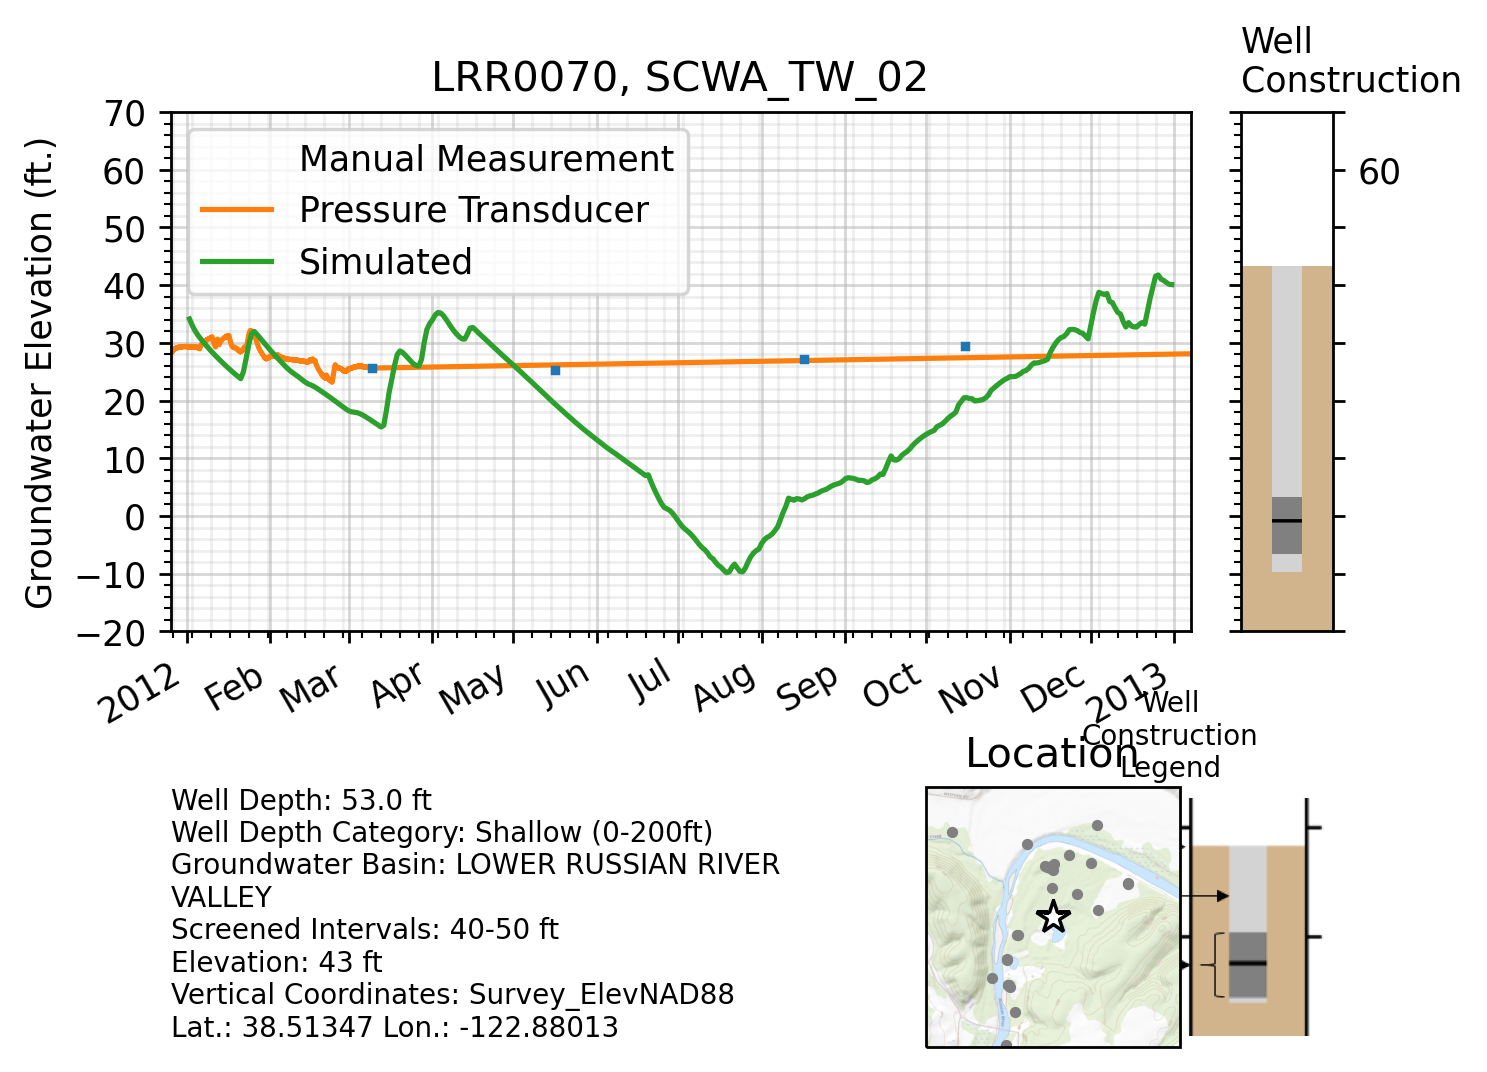 Well
Construction
LRR0070, SCWA_TW_02
Groundwater Elevation (ft.)
70
60
50
40
30
20
10
0
−10
−20
Manual Measurement
Pressure Transducer
Simulated
60
2012
Feb
Mar
Apr
May
Jun
Jul
Aug
Sep
Oct
Nov
Dec
2013
Well
Construction
Legend
Location
Well Depth: 53.0 ft
Well Depth Category: Shallow (0-200ft)
Groundwater Basin: LOWER RUSSIAN RIVER
VALLEY
Screened Intervals: 40-50 ft
Elevation: 43 ft
Vertical Coordinates: Survey_ElevNAD88
Lat.: 38.51347 Lon.: -122.88013